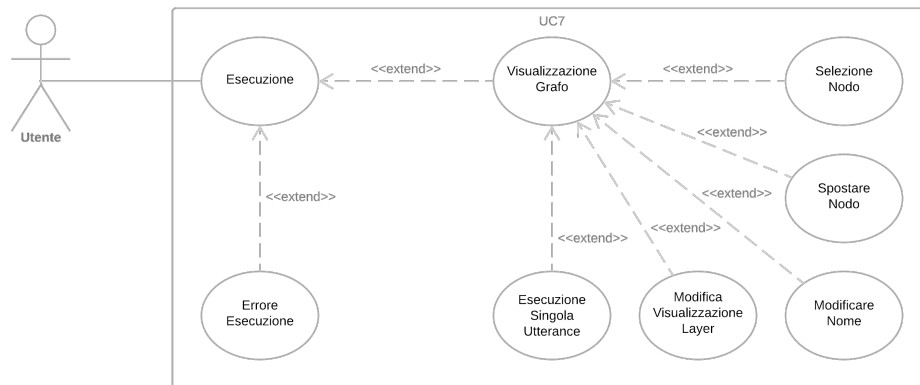 UC7
Esecuzione
<<extend>>
Visualizzazione
Grafo
<<extend>>
Selezione
Nodo
Utente
<<extend>>
Spostare
Nodo
<<extend>>
<<extend>>
<<extend>>
<<extend>>
Errore
Esecuzione
Esecuzione
Singola
Utterance
Modifica
Visualizzazione
Layer
Modificare
Nome